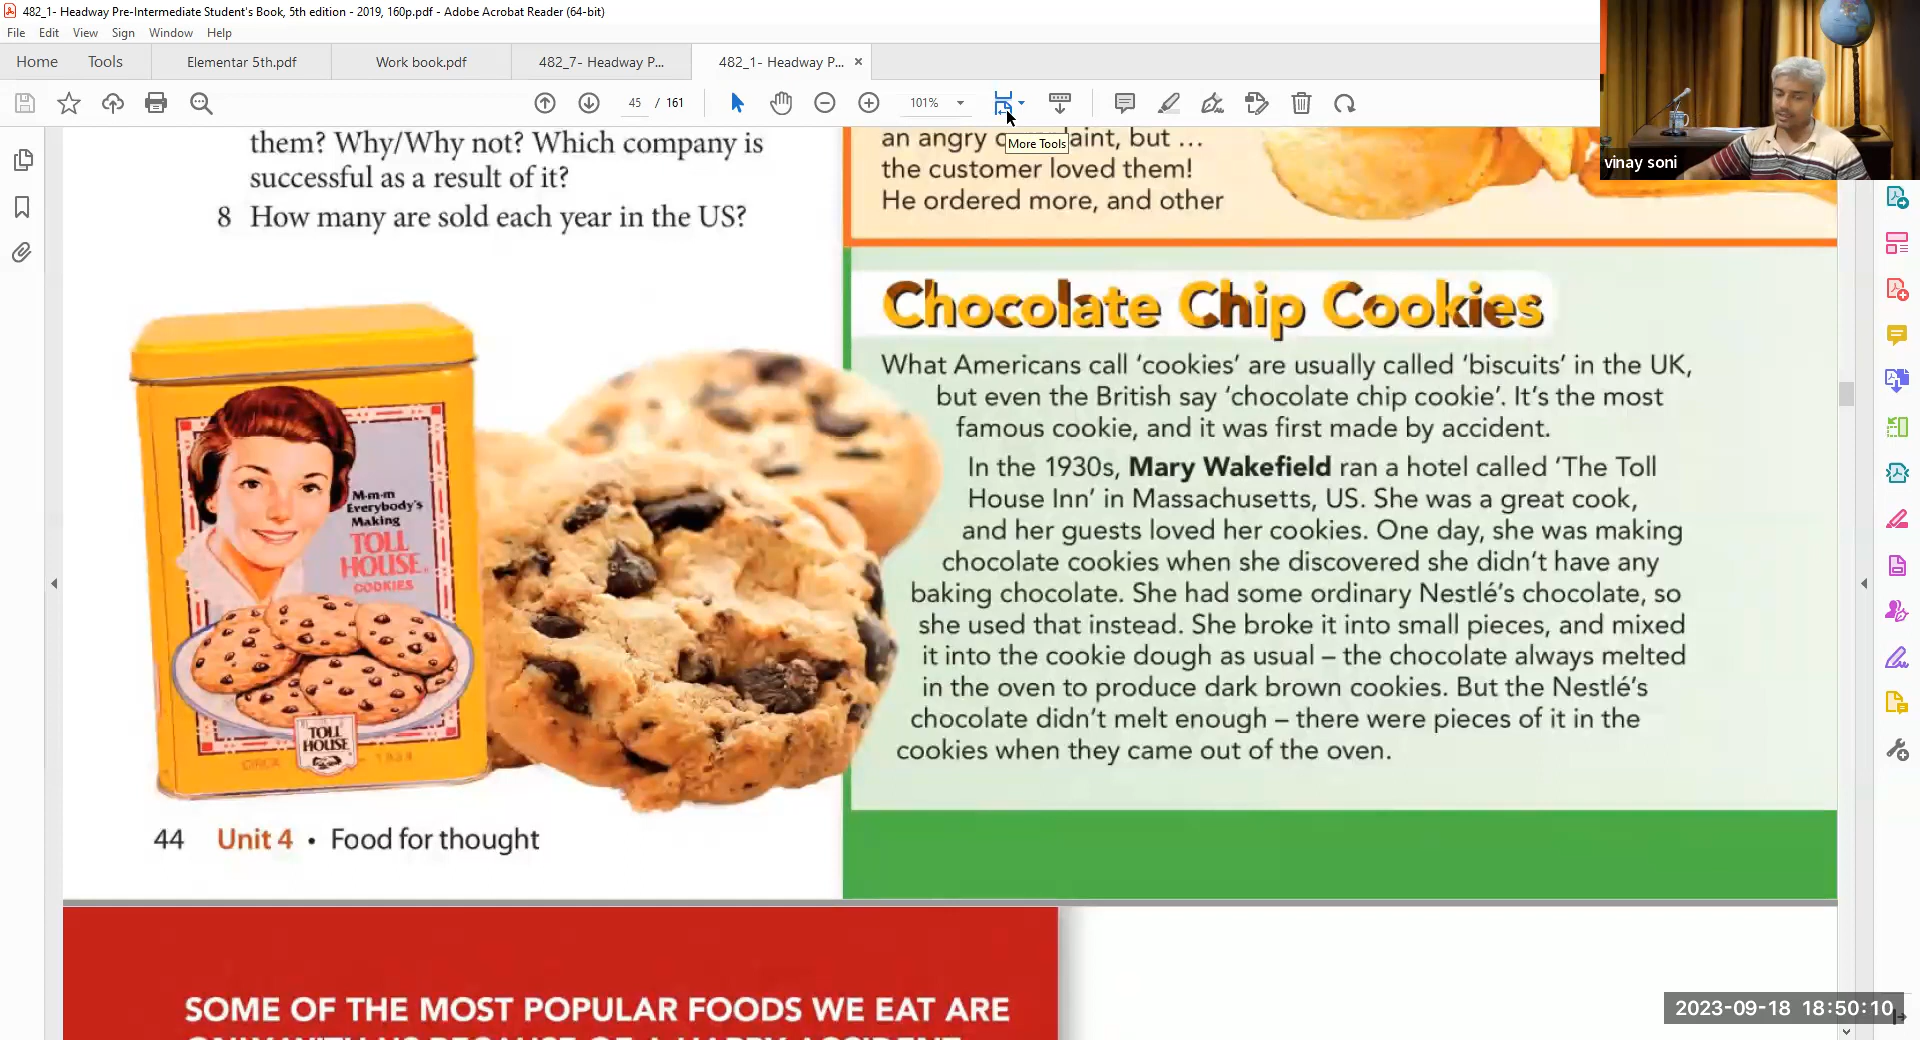 482_1- Headway Pre-Intermediate Student's Book, 5th edition - 2019, 160p.pdf - Adobe Acrobat Reader (64-bit)
File Edit View Sign Window Help
Home Tools Elementar 5th.pdf Work book.pdf 482_7- Headway P... 482_1- Headway P...
45 / 161 101%
More Tools
vinay soni
them? Why/Why not? Which company is
successful as a result of it?
8 How many are sold each year in the US?
an angry complaint, but ...
the customer loved them!
He ordered more, and other
M·m·m
Everybody's
Making
TOLL
HOUSE
COOKIES
TOLL
HOUSE
Chocolate Chip Cookies
What Americans call ‘cookies’ are usually called ‘biscuits’ in the UK,
but even the British say ‘chocolate chip cookie’. It’s the most
famous cookie, and it was first made by accident.
In the 1930s, Mary Wakefield ran a hotel called ‘The Toll
House Inn’ in Massachusetts, US. She was a great cook,
and her guests loved her cookies. One day, she was making
chocolate cookies when she discovered she didn’t have any
baking chocolate. She had some ordinary Nestlé’s chocolate, so
she used that instead. She broke it into small pieces, and mixed
it into the cookie dough as usual – the chocolate always melted
in the oven to produce dark brown cookies. But the Nestlé’s
chocolate didn’t melt enough – there were pieces of it in the
cookies when they came out of the oven.
44 Unit 4 • Food for thought
SOME OF THE MOST POPULAR FOODS WE EAT ARE
2023-09-18 18:50:10